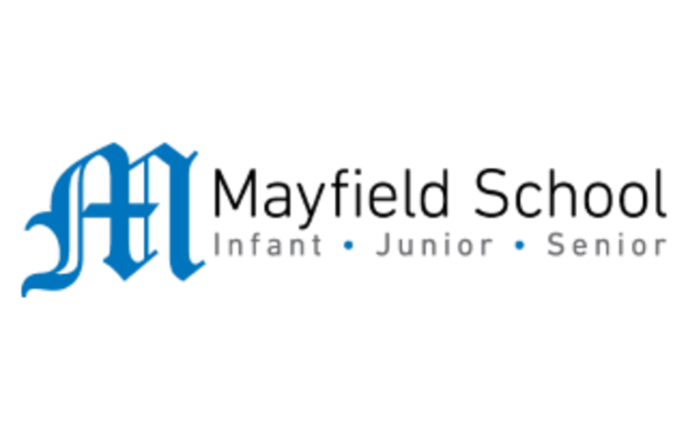 M
Mayfield School
Infant • Junior • Senior